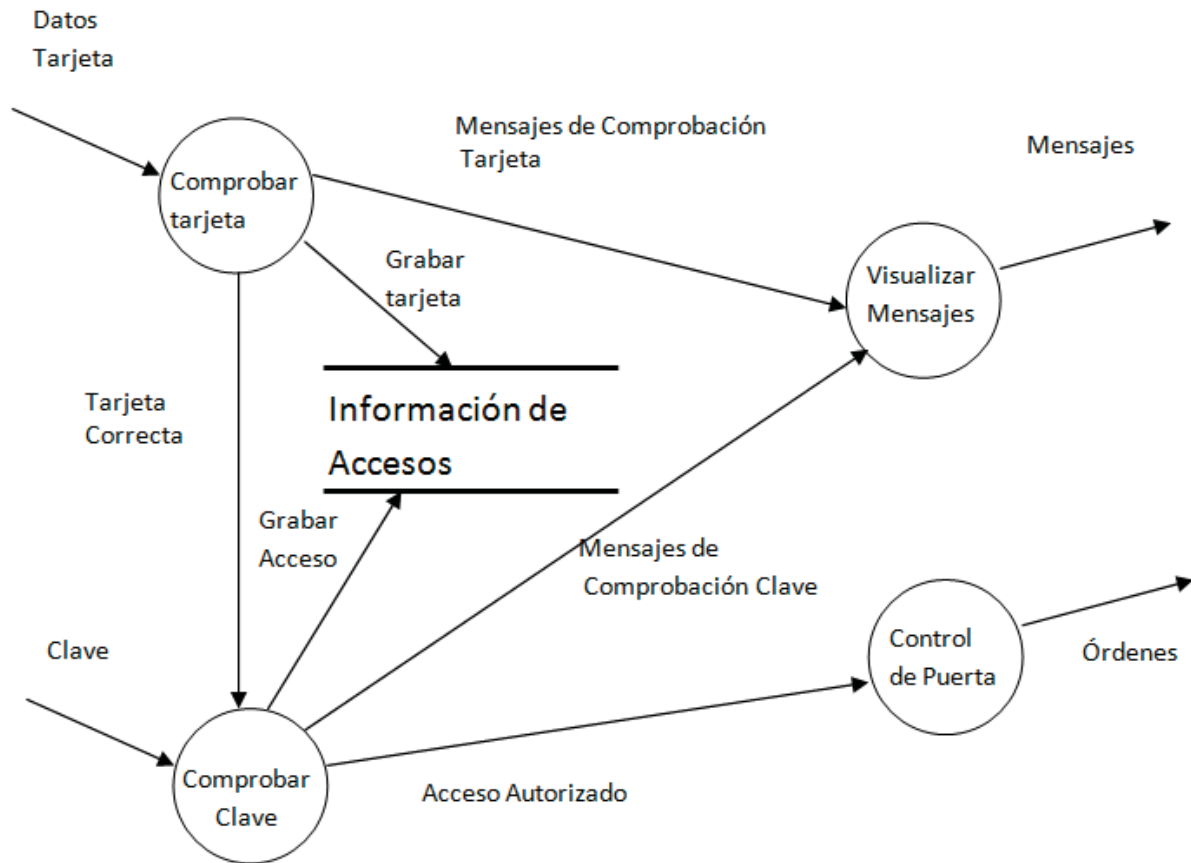 Datos
Tarjeta
Mensajes de Comprobación
Tarjeta
Mensajes
Comprobar
tarjeta
Grabar
tarjeta
Visualizar
Mensajes
Tarjeta
Correcta
Información de
Accesos
Grabar
Acceso
Mensajes de
Comprobación Clave
Clave
Control
de Puerta
Órdenes
Comprobar
Clave
Acceso Autorizado